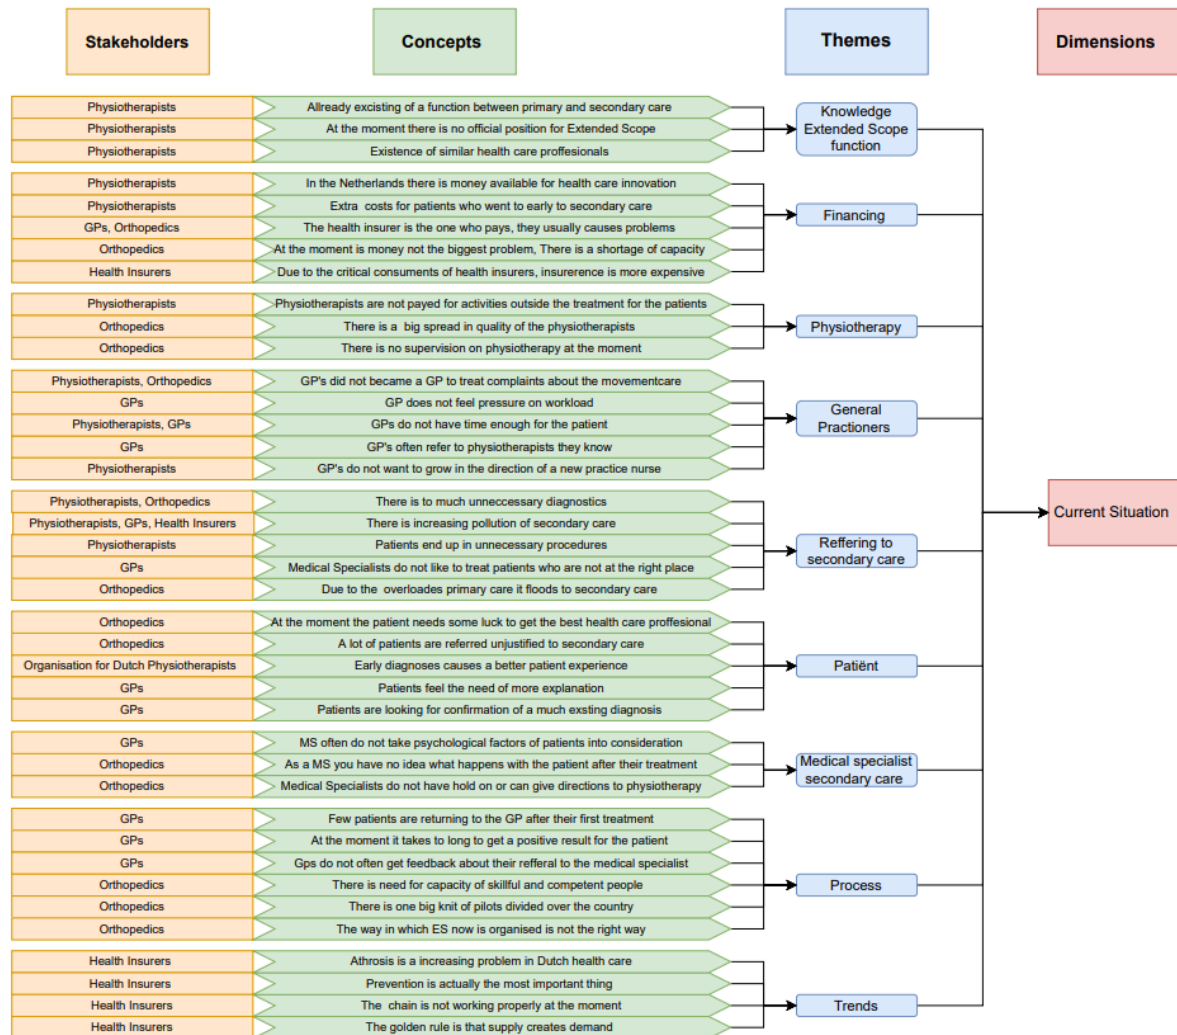 Stakeholders
Concepts
Themes
Dimensions
Physiotherapists
Allready excisting of a function between primary and secondary care
Physiotherapists
At the moment there is no official position for Extended Scope
Physiotherapists
Existence of similar health care proffesionals
Knowledge
Extended Scope
function
Physiotherapists
In the Netherlands there is money available for health care innovation
Physiotherapists
Extra costs for patients who went to early to secondary care
GPs, Orthopedics
The health insurer is the one who pays, they usually causes problems
Orthopedics
At the moment is money not the biggest problem, There is a shortage of capacity
Health Insurers
Due to the critical consuments of health insurers, insurerence is more expensive
Financing
Physiotherapists
Physiotherapists are not payed for activities outside the treatment for the patients
Orthopedics
There is a big spread in quality of the physiotherapists
Orthopedics
There is no supervision on physiotherapy at the moment
Physiotherapy
Physiotherapists, Orthopedics
GP's did not became a GP to treat complaints about the movementcare
GPs
GP does not feel pressure on workload
Physiotherapists, GPs
GPs do not have time enough for the patient
GPs
GP's often refer to physiotherapists they know
Physiotherapists
GP's do not want to grow in the direction of a new practice nurse
General
Practioners
Physiotherapists, Orthopedics
There is to much unneccessary diagnostics
Physiotherapists, GPs, Health Insurers
There is increasing pollution of secondary care
Physiotherapists
Patients end up in unnecessary procedures
GPs
Medical Specialists do not like to treat patients who are not at the right place
Orthopedics
Due to the overloades primary care it floods to secondary care
Reffering to
secondary care
Current Situation
Orthopedics
At the moment the patient needs some luck to get the best health care proffesional
Orthopedics
A lot of patients are referred unjustified to secondary care
Organisation for Dutch Physiotherapists
Early diagnoses causes a better patient experience
GPs
Patients feel the need of more explanation
GPs
Patients are looking for confirmation of a much exsting diagnosis
Patiënt
GPs
MS often do not take psychological factors of patients into consideration
Orthopedics
As a MS you have no idea what happens with the patient after their treatment
Orthopedics
Medical Specialists do not have hold on or can give directions to physiotherapy
Medical specialist
secondary care
GPs
Few patients are returning to the GP after their first treatment
GPs
At the moment it takes to long to get a positive result for the patient
GPs
Gps do not often get feedback about their refferal to the medical specialist
Orthopedics
There is need for capacity of skillful and competent people
Orthopedics
There is one big knit of pilots divided over the country
Orthopedics
The way in which ES now is organised is not the right way
Process
Health Insurers
Athrosis is a increasing problem in Dutch health care
Health Insurers
Prevention is actually the most important thing
Health Insurers
The chain is not working properly at the moment
Health Insurers
The golden rule is that supply creates demand
Trends